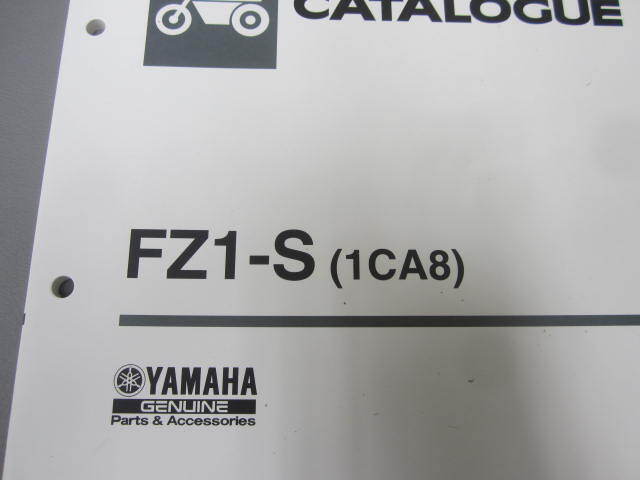 CATALOGUE
FZ1-S (1CA8)
YAMAHA
GENUINE
Parts & Accessories